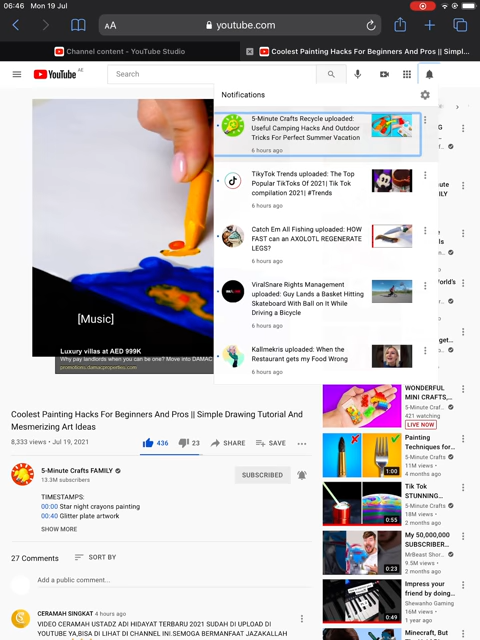 06:46 Mon 19 Jul
AA
youtube.com
Channel content - YouTube Studio
Coolest Painting Hacks For Beginners And Pros || Simpl...
YouTube AE
Search
Notifications
5-Minute Crafts Recycle uploaded:
Useful Camping Hacks And Outdoor
Tricks For Perfect Summer Vacation
6 hours ago
TikyTok Trends uploaded: The Top
Popular TikToks Of 2021| Tik Tok
compilation 2021| #Trends
6 hours ago
Catch Em All Fishing uploaded: HOW
FAST can an AXOLOTL REGENERATE
LEGS?
6 hours ago
ViralSnare Rights Management
uploaded: Guy Lands a Basket Hitting
Skateboard With Ball on It While
Driving a Bicycle
6 hours ago
Kallmekris uploaded: When the
Restaurant gets my Food Wrong
6 hours ago
[Music]
Luxury villas at AED 999K
Why pay landlords when you can be one? Move into DAMAC
promotions.damacproperties.com
Coolest Painting Hacks For Beginners And Pros || Simple Drawing Tutorial And
Mesmerizing Art Ideas
8,333 views • Jul 19, 2021
436
23
SHARE
SAVE
5-Minute Crafts FAMILY
13.3M subscribers
SUBSCRIBED
TIMESTAMPS:
00:00 Star night crayons painting
00:40 Glitter plate artwork
SHOW MORE
27 Comments
SORT BY
Add a public comment...
CERAMAH SINGKAT 4 hours ago
VIDEO CERAMAH USTADZ ADI HIDAYAT TERBARU 2021 SUDAH DI UPLOAD DI
YOUTUBE YA,BISA DI LIHAT DI CHANNEL INI.SEMOGA BERMANFAAT JAZAKALLAH
WONDERFUL
MINI CRAFTS,...
5-Minute Craf...
421 watching
LIVE NOW
Painting
Techniques for...
5-Minute Crafts
11M views •
4 months ago
1:00
Tik Tok
STUNNING...
5-Minute Crafts
18M views •
2 months ago
0:55
My 50,000,000
SUBSCRIBER...
MrBeast Shor...
9.5M views •
2 months ago
0:23
Impress your
friend by doing...
Shewanho Gaming
16M views •
1 year ago
0:49
Minecraft, But